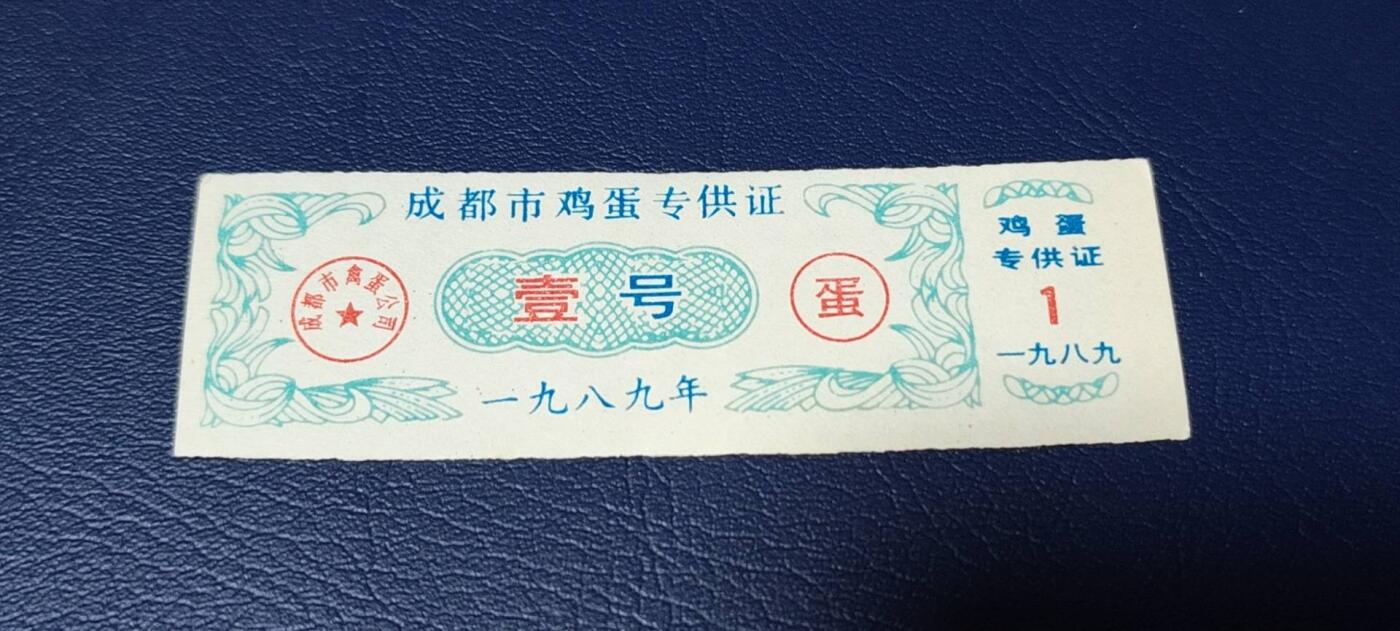 成都市鸡蛋专供证
成都市禽蛋公司
壹号
蛋
一九八九年
鸡蛋
专供证
1
一九八九